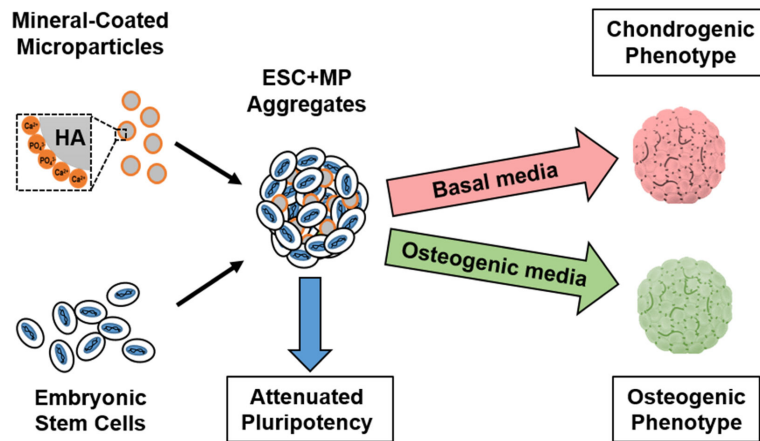 Mineral-Coated
Microparticles
HA
Ca²⁺
PO₄³⁻
PO₄³⁻
Ca²⁺
Ca²⁺
ESC+MP
Aggregates
Chondrogenic
Phenotype
Basal media
Osteogenic media
Embryonic
Stem Cells
Attenuated
Pluripotency
Osteogenic
Phenotype